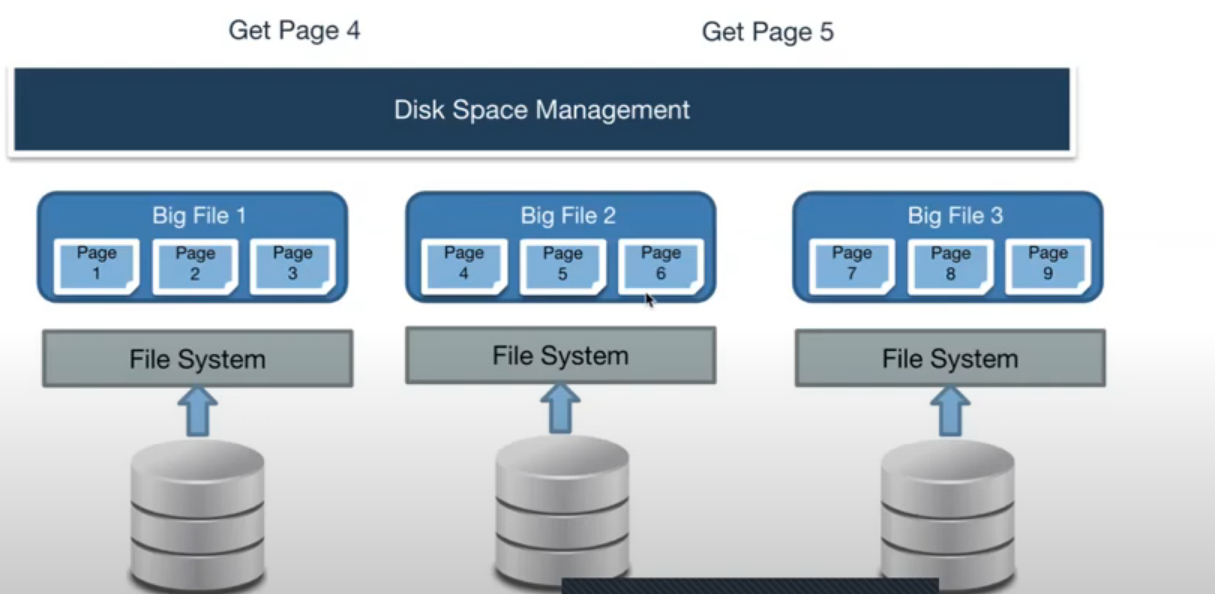 Get Page 4
Get Page 5
Disk Space Management
Big File 1
Page
1
Page
2
Page
3
Big File 2
Page
4
Page
5
Page
6
Big File 3
Page
7
Page
8
Page
9
File System
File System
File System